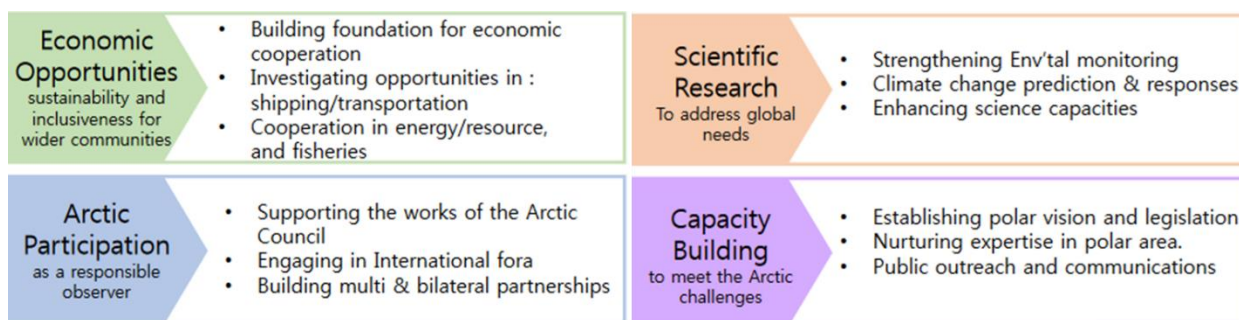 Economic
Opportunities
sustainability and
inclusiveness for
wider communities
• Building foundation for economic
cooperation
• Investigating opportunities in :
shipping/transportation
• Cooperation in energy/resource,
and fisheries
Scientific
Research
To address global
needs
• Strengthening Env'tal monitoring
• Climate change prediction & responses
• Enhancing science capacities
Arctic
Participation
as a responsible
observer
• Supporting the works of the Arctic
Council
• Engaging in International fora
• Building multi & bilateral partnerships
Capacity
Building
to meet the Arctic
challenges
• Establishing polar vision and legislation
• Nurturing expertise in polar area.
• Public outreach and communications